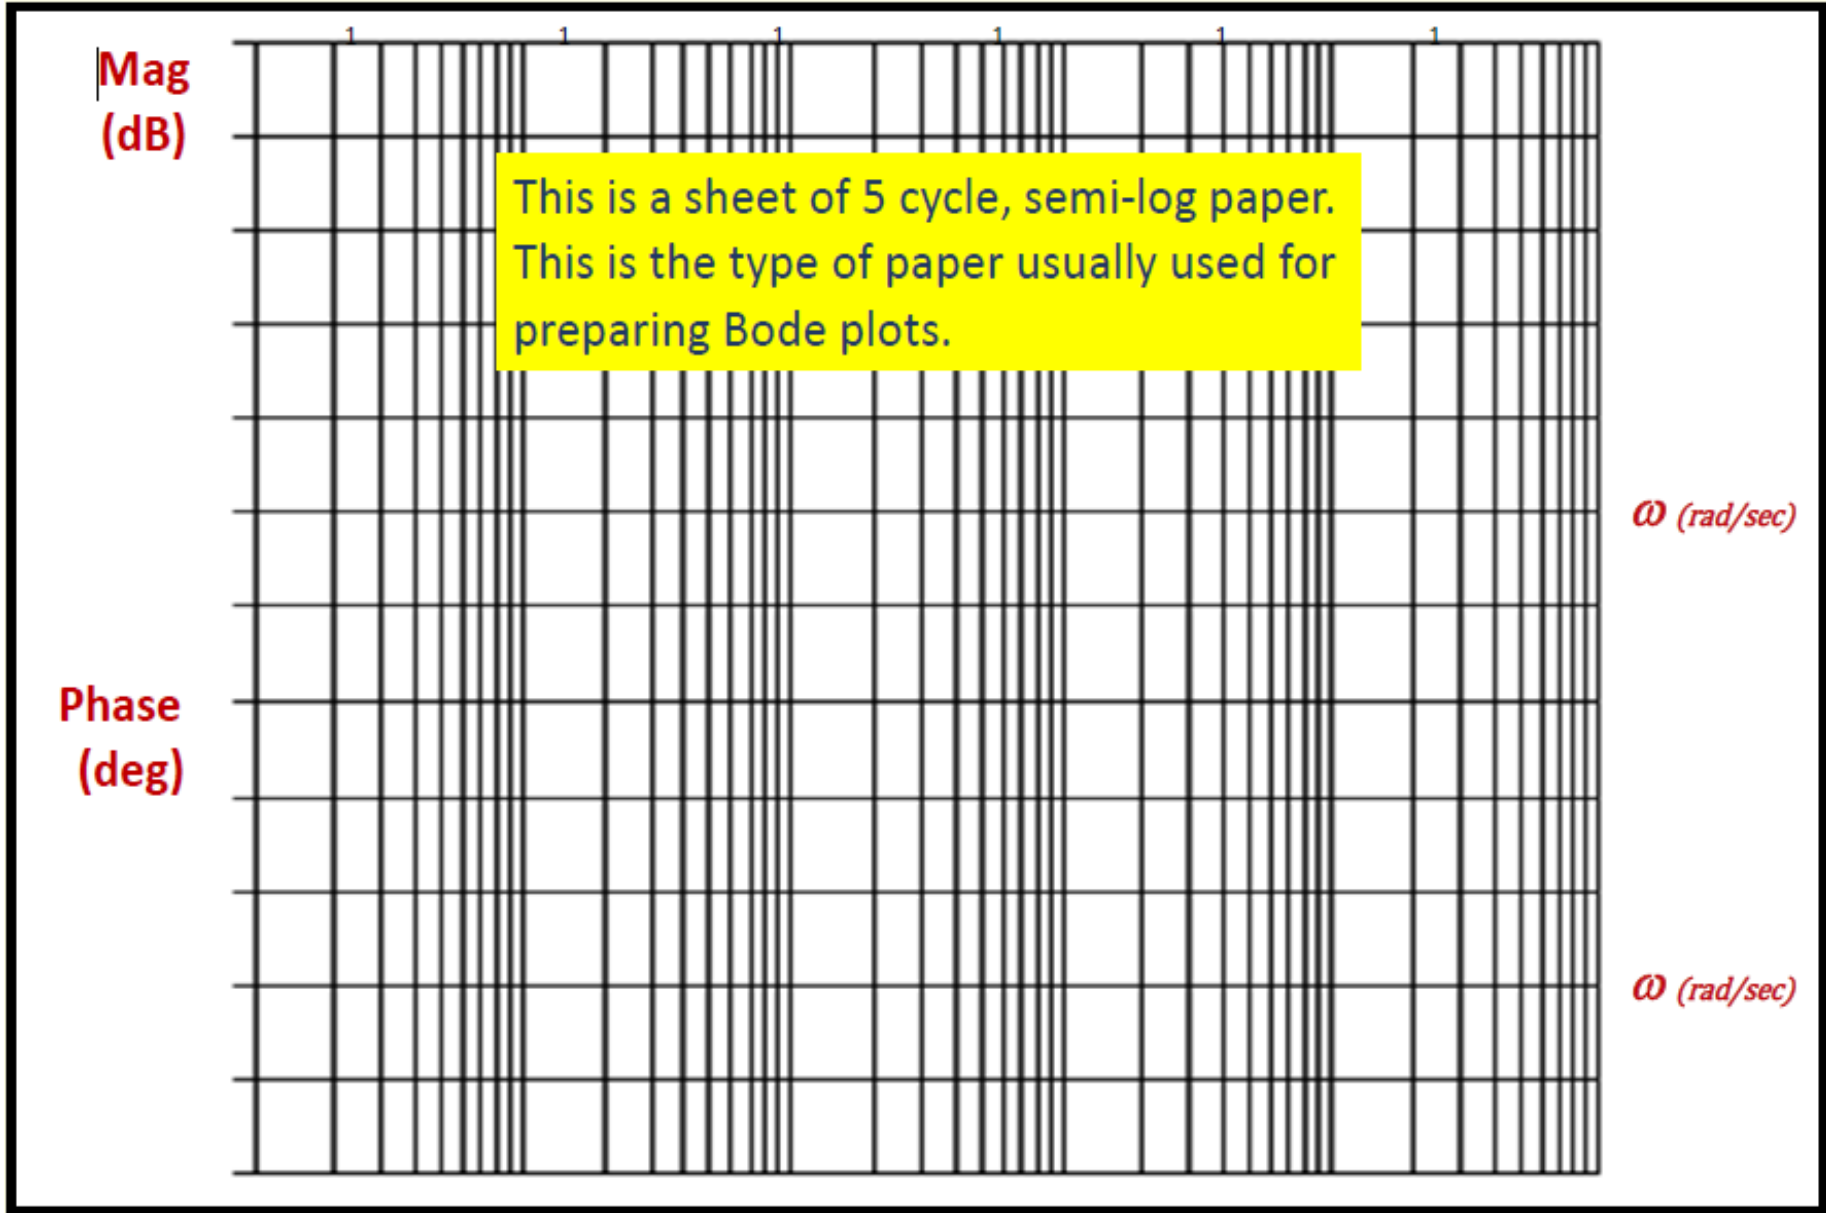 1 1 1 1 1 1
Mag
(dB)
This is a sheet of 5 cycle, semi-log paper.
This is the type of paper usually used for
preparing Bode plots.
ω (rad/sec)
Phase
(deg)
ω (rad/sec)